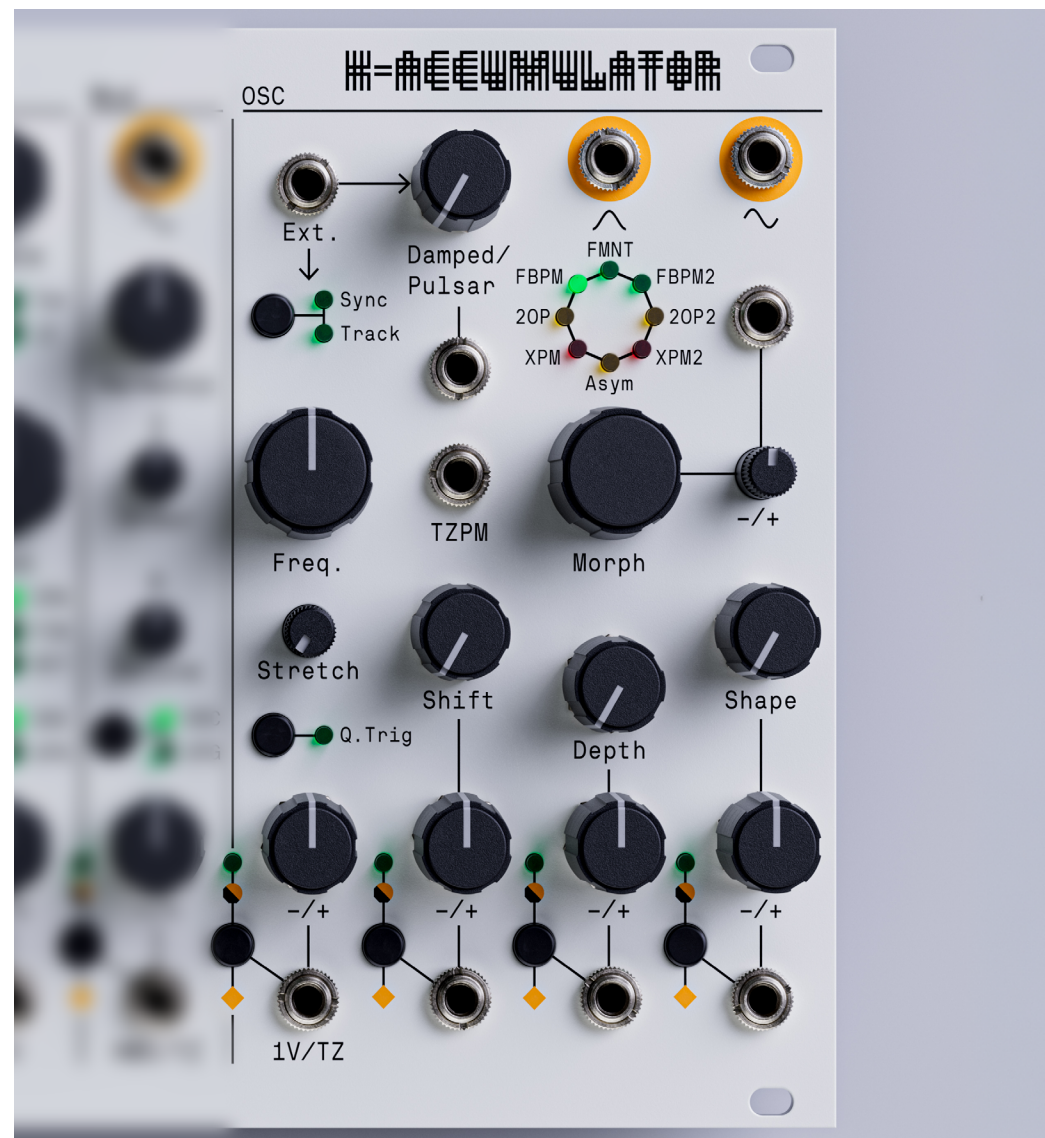 K=ACCUMULATOR
OSC
Ext.
Damped/
Pulsar
FMNT
FBPM
FBPM2
Sync
Track
2OP
2OP2
XPM
XPM2
Asym
TZPM
-/+
Freq.
Morph
Stretch
Shift
Shape
Q.Trig
Depth
-/+
-/+
-/+
-/+
1V/TZ